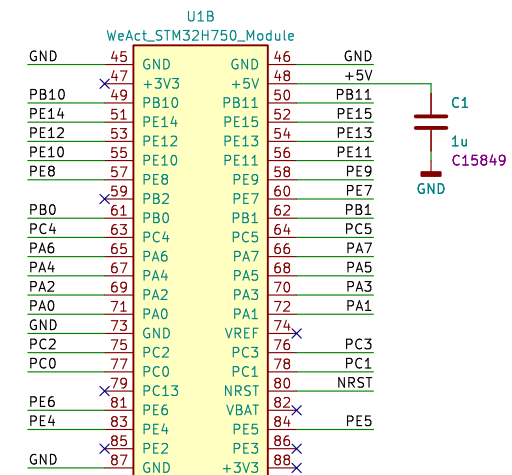 U1B
WeAct_STM32H750_Module
GND 45 GND GND 46 GND
47 +3V3 +5V 48 +5V
PB10 49 PB10 PB11 50 PB11
PE14 51 PE14 PE15 52 PE15
PE12 53 PE12 PE13 54 PE13
PE10 55 PE10 PE11 56 PE11
PE8 57 PE8 PE9 58 PE9
59 PB2 PE7 60 PE7
PB0 61 PB0 PB1 62 PB1
PC4 63 PC4 PC5 64 PC5
PA6 65 PA6 PA7 66 PA7
PA4 67 PA4 PA5 68 PA5
PA2 69 PA2 PA3 70 PA3
PA0 71 PA0 PA1 72 PA1
GND 73 GND VREF 74
PC2 75 PC2 PC3 76 PC3
PC0 77 PC0 PC1 78 PC1
79 PC13 NRST 80 NRST
PE6 81 PE6 VBAT 82
PE4 83 PE4 PE5 84 PE5
85 PE2 PE3 86
GND 87 GND +3V3 88
C1
1u
C15849
GND